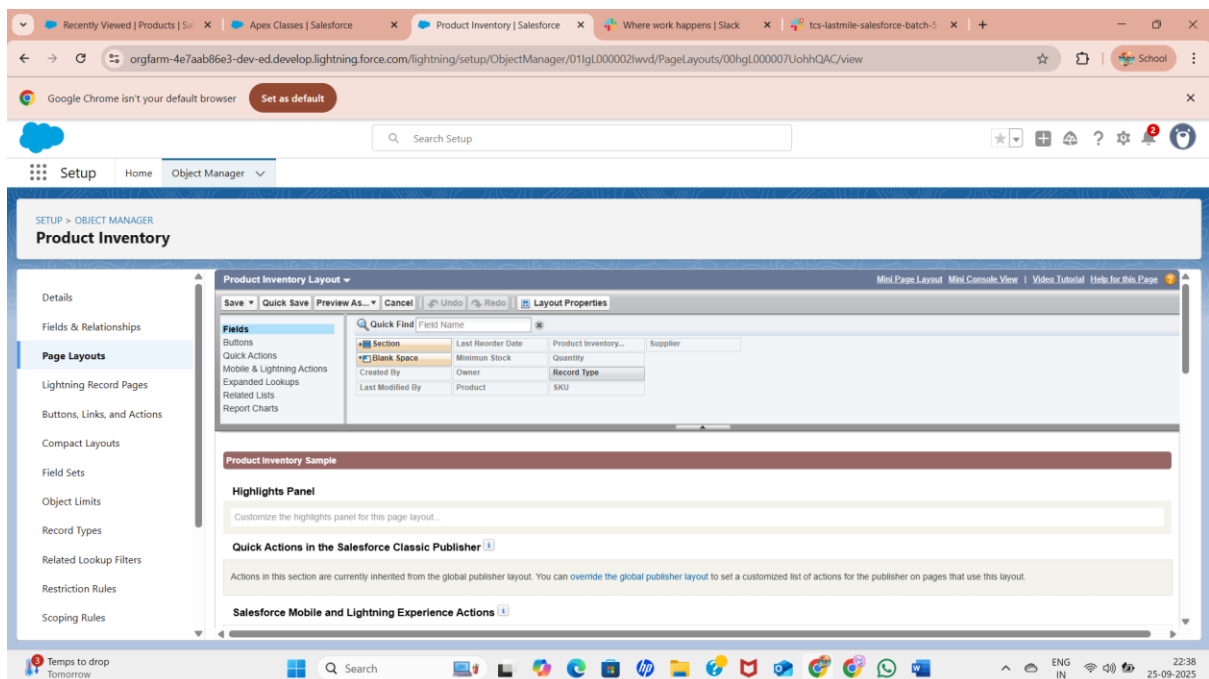 Recently Viewed | Products | Sa
Apex Classes | Salesforce
Product Inventory | Salesforce
Where work happens | Slack
tcs-lastmile-salesforce-batch-5
orgfarm-4e7aab86e3-dev-ed.develop.lightning.force.com/lightning/setup/ObjectManager/01IgL000002Iwvd/PageLayouts/00hgL000007UohhQAC/view
School
Google Chrome isn't your default browser
Set as default
Search Setup
2
Setup
Home
Object Manager
SETUP > OBJECT MANAGER
Product Inventory
Details
Fields & Relationships
Page Layouts
Lightning Record Pages
Buttons, Links, and Actions
Compact Layouts
Field Sets
Object Limits
Record Types
Related Lookup Filters
Restriction Rules
Scoping Rules
Product Inventory Layout
Mini Page Layout Mini Console View | Video Tutorial Help for this Page
Save Quick Save Preview As... Cancel Undo Redo Layout Properties
Fields
Buttons
Quick Actions
Mobile & Lightning Actions
Expanded Lookups
Related Lists
Report Charts
Quick Find Field Name
Section Last Reorder Date Product Inventory... Supplier
Blank Space Minimun Stock Quantity
Created By Owner Record Type
Last Modified By Product SKU
Product Inventory Sample
Highlights Panel
Customize the highlights panel for this page layout...
Quick Actions in the Salesforce Classic Publisher
Actions in this section are currently inherited from the global publisher layout. You can override the global publisher layout to set a customized list of actions for the publisher on pages that use this layout.
Salesforce Mobile and Lightning Experience Actions
3
Temps to drop
Tomorrow
Search
ENG
IN
22:38
25-09-2025